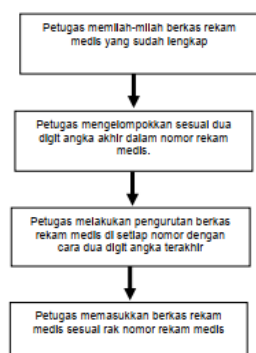 Petugas memilah-milah berkas rekam
medis yang sudah lengkap
Petugas mengelompokkan sesuai dua
digit angka akhir dalam nomor rekam
medis.
Petugas melakukan pengurutan berkas
rekam medis di setiap nomor dengan
cara dua digit angka terakhir
Petugas memasukkan berkas rekam
medis sesuai rak nomor rekam medis